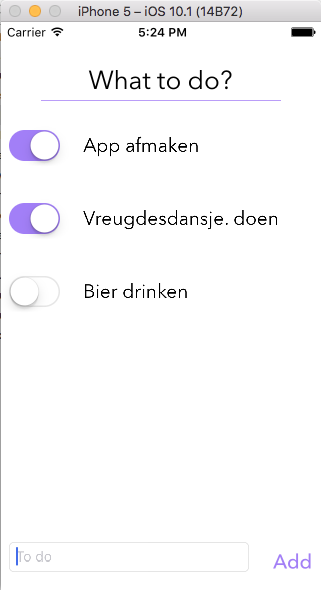 iPhone 5 – iOS 10.1 (14B72)
Carrier 5:24 PM
What to do?
App afmaken
Vreugdesdansje. doen
Bier drinken
To do
Add